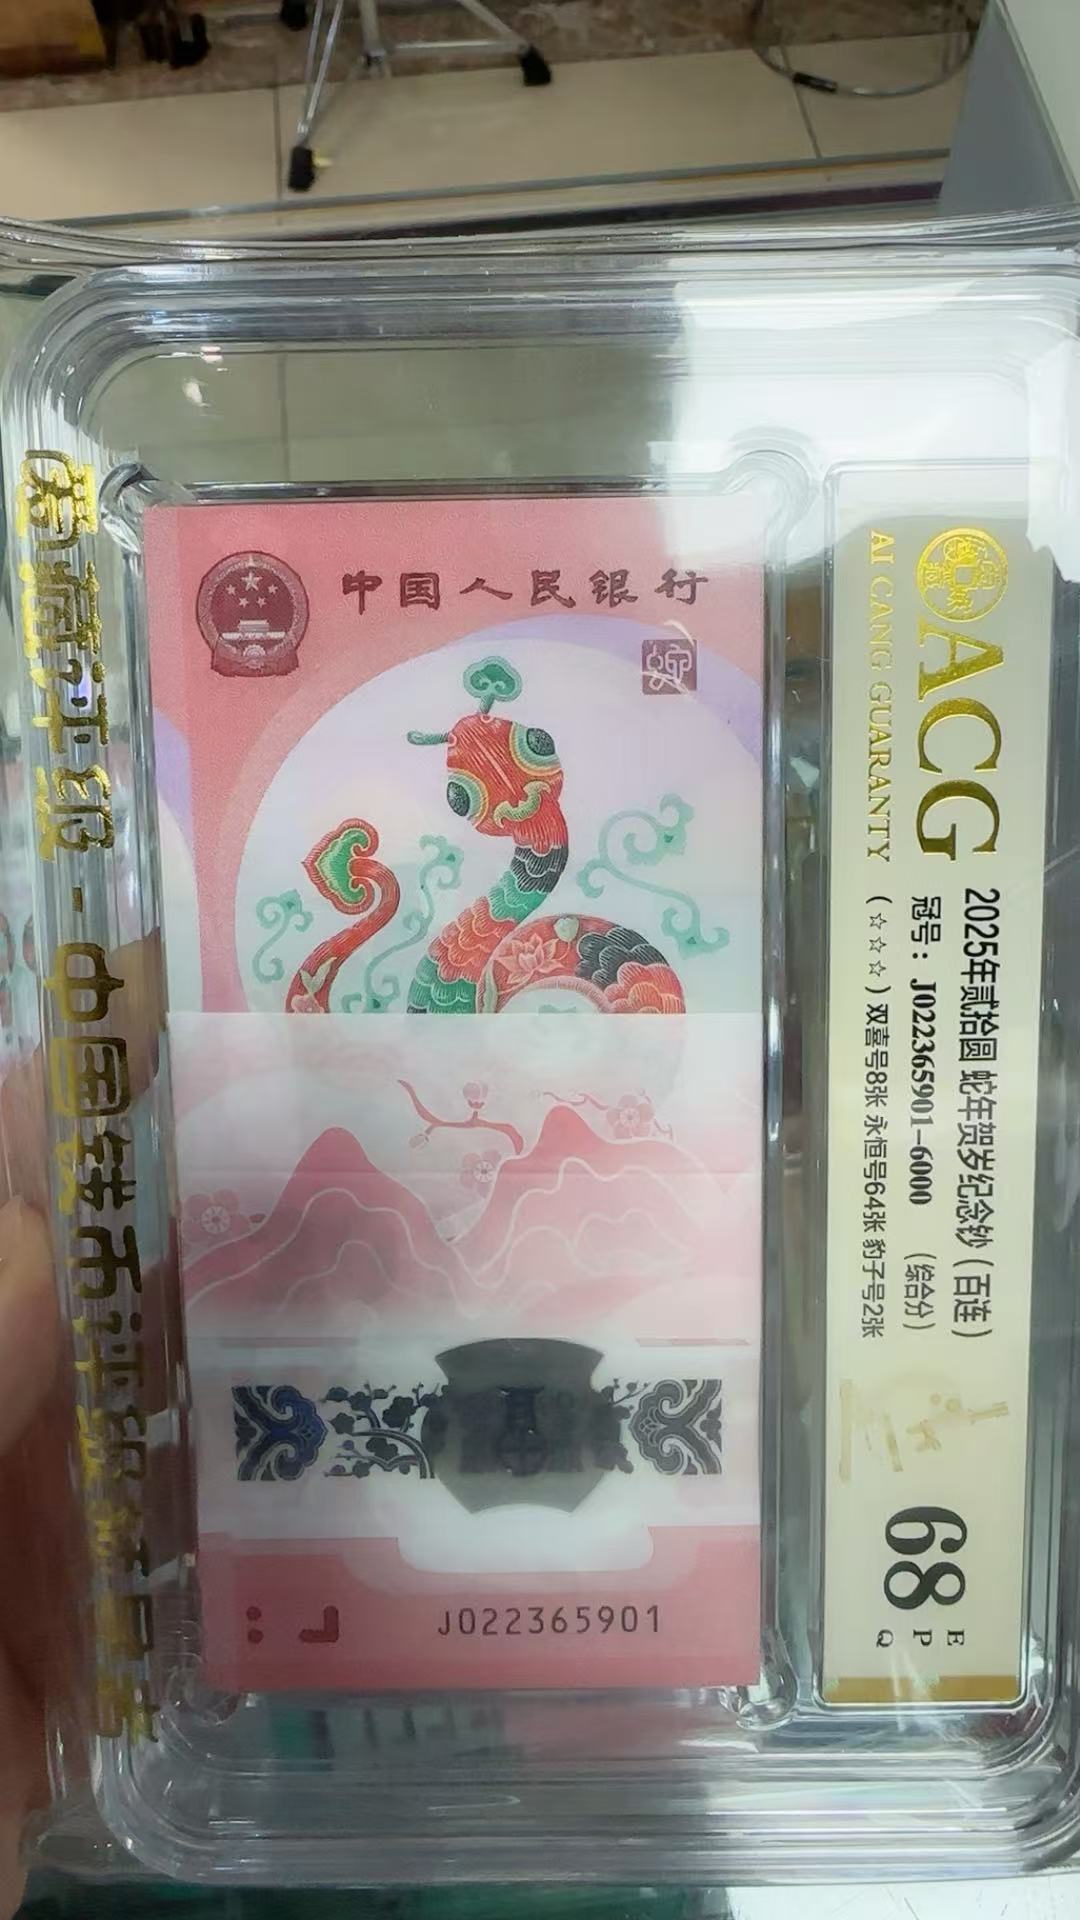 中国人民银行
J022365901
ACG
AI CANG GUARANTY
2025年贰拾圆 蛇年贺岁纪念钞（百连）
冠号：J022365901-6000 （综合分）
(☆☆☆) 双喜号8张 永恒号64张 豹子号2张
68
E
P
Q
爱藏评级-中国钱币评级领军品牌